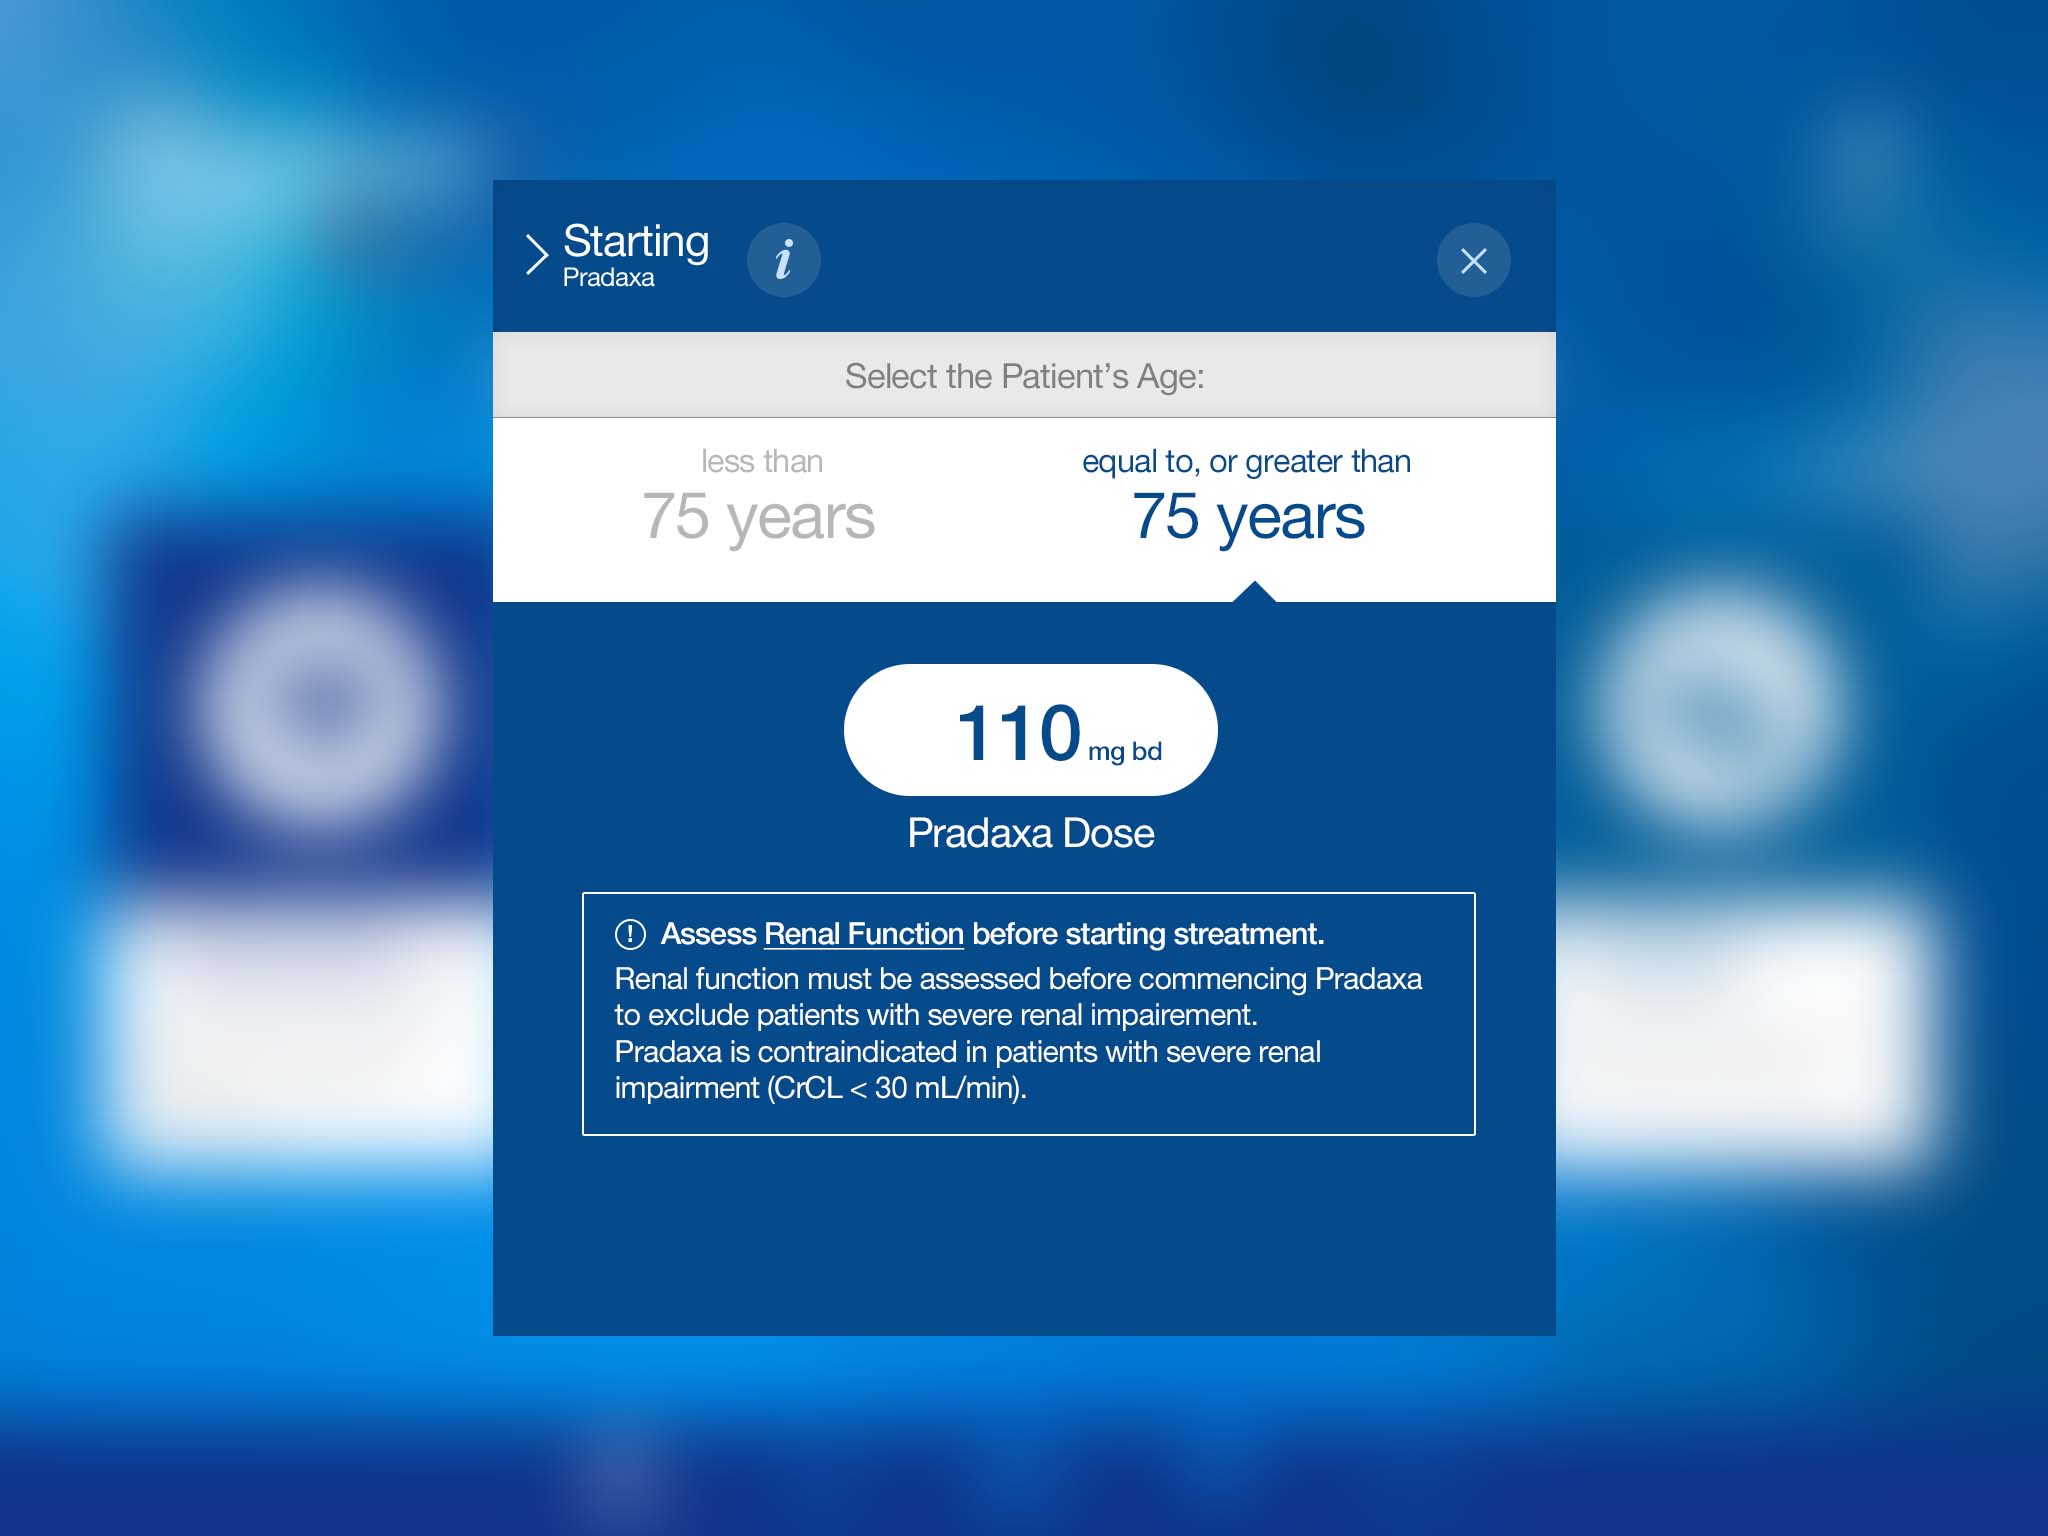 Starting
Pradaxa
i
Select the Patient’s Age:
less than
75 years
equal to, or greater than
75 years
110 mg bd
Pradaxa Dose
! Assess Renal Function before starting streatment.
Renal function must be assessed before commencing Pradaxa
to exclude patients with severe renal impairement.
Pradaxa is contraindicated in patients with severe renal
impairment (CrCL < 30 mL/min).